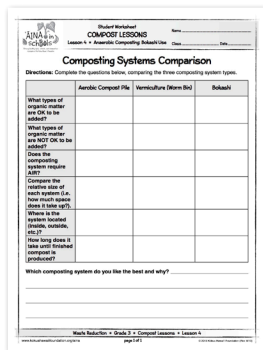 'ĀINA in schools
Student Worksheet
COMPOST LESSONS
Lesson 4 • Anaerobic Composting Bokashi Use
Name
Class
Date
Composting Systems Comparison
Directions: Complete the questions below, comparing the three composting system types.
Aerobic Compost Pile
Vermiculture (Worm Bin)
Bokashi
What types of
organic matter
are OK to be
added?
What types of
organic matter
are NOT OK to be
added?
Does the
composting
system require
AIR?
Compare the
relative size of
each system (i.e.
how much space
does it take up?).
Where is the
system located
(inside, outside,
etc.)?
How long does it
take until finished
compost is
produced?
Which composting system do you like the best and why?
Waste Reduction • Grade 3 • Compost Lessons • Lesson 4